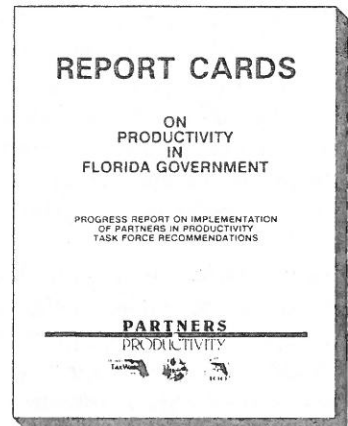 REPORT CARDS
ON
PRODUCTIVITY
IN
FLORIDA GOVERNMENT
PROGRESS REPORT ON IMPLEMENTATION
OF PARTNERS IN PRODUCTIVITY
TASK FORCE RECOMMENDATIONS
PARTNERS
PRODUCTIVITY
TaxWatch